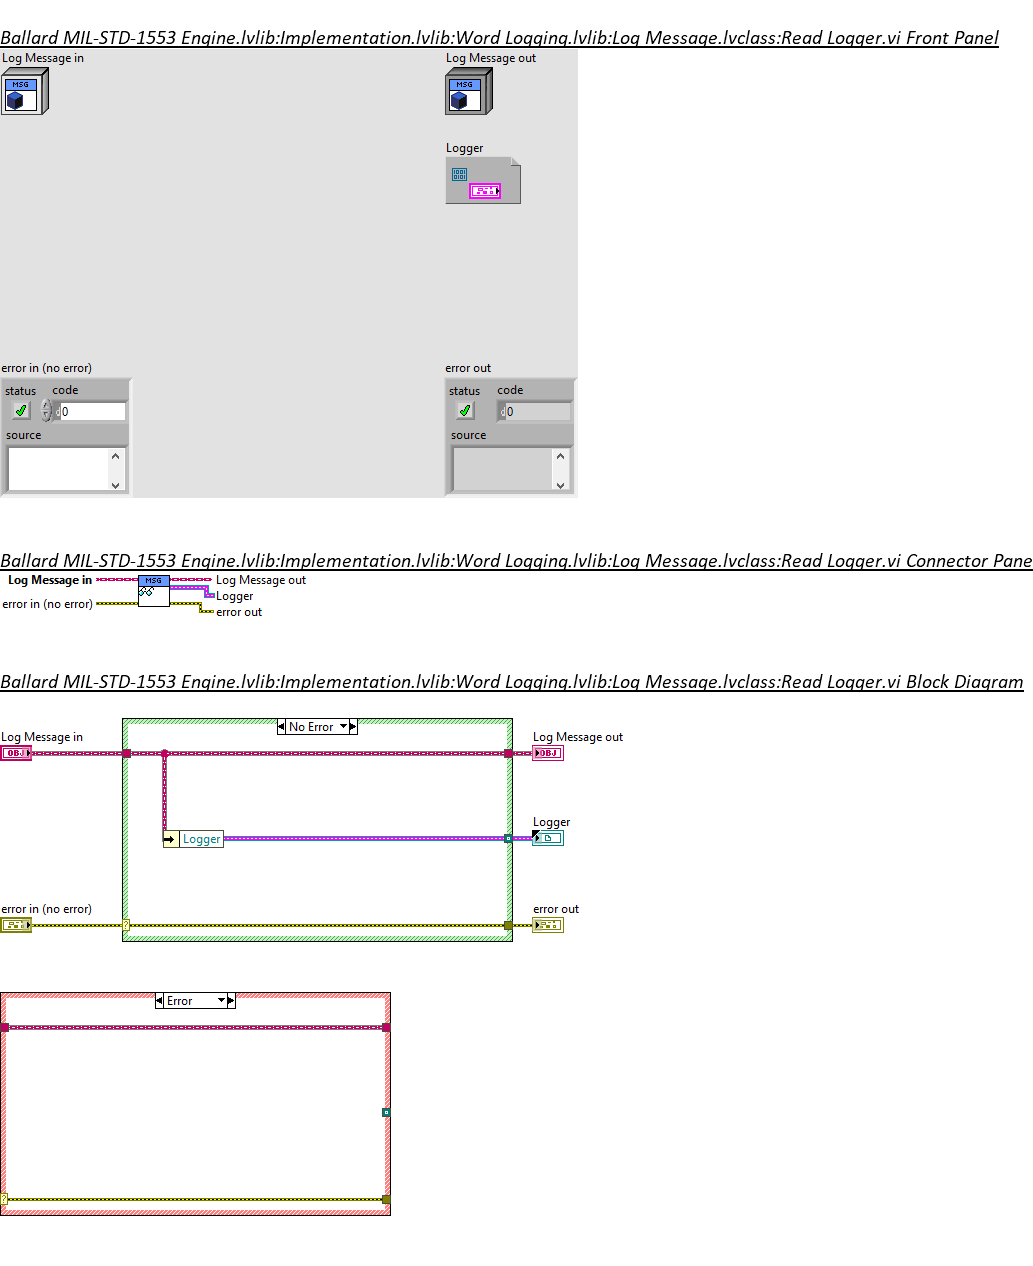 Ballard MIL-STD-1553 Engine.lvlib:Implementation.lvlib:Word Logging.lvlib:Log Message.lvclass:Read Logger.vi Front Panel
Log Message in
Log Message out
MSG
MSG
Logger
error in (no error)
error out
status code
status code
d 0
d 0
source
source
Ballard MIL-STD-1553 Engine.lvlib:Implementation.lvlib:Word Logging.lvlib:Log Message.lvclass:Read Logger.vi Connector Pane
Log Message in
MSG
Log Message out
Logger
error in (no error)
error out
Ballard MIL-STD-1553 Engine.lvlib:Implementation.lvlib:Word Logging.lvlib:Log Message.lvclass:Read Logger.vi Block Diagram
No Error
Log Message in
Log Message out
OBJ
OBJ
Logger
Logger
error in (no error)
error out
?
Error
?